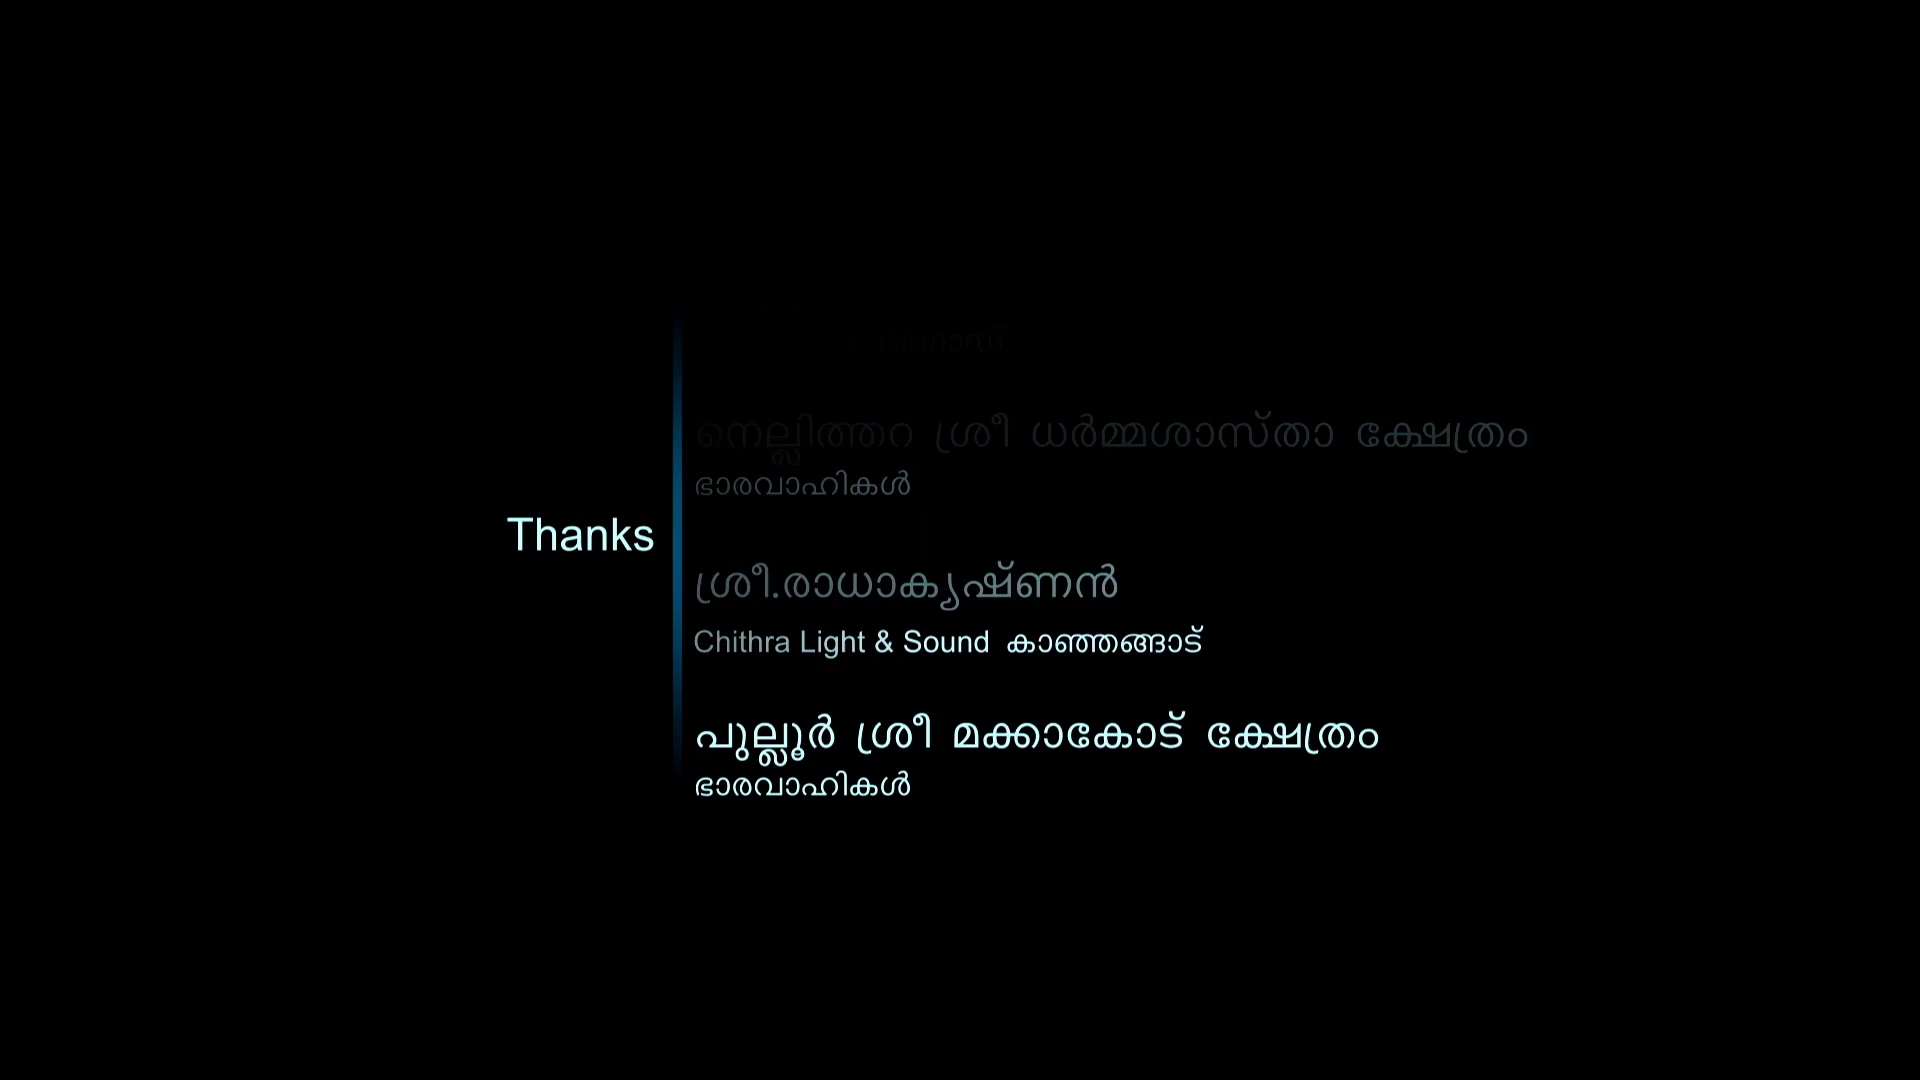 നെല്ലിത്തറ ശ്രീ ധർമ്മശാസ്താ ക്ഷേത്രം
ഭാരവാഹികൾ
Thanks
ശ്രീ.രാധാകൃഷ്ണൻ
Chithra Light & Sound കാഞ്ഞങ്ങാട്
പുല്ലൂർ ശ്രീ മക്കാകോട് ക്ഷേത്രം
ഭാരവാഹികൾ